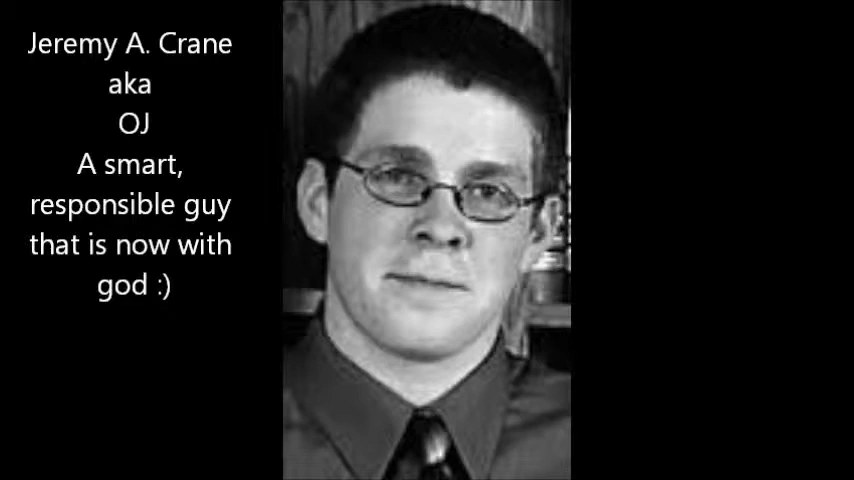 Jeremy A. Crane
aka
OJ
A smart,
responsible guy
that is now with
god :)